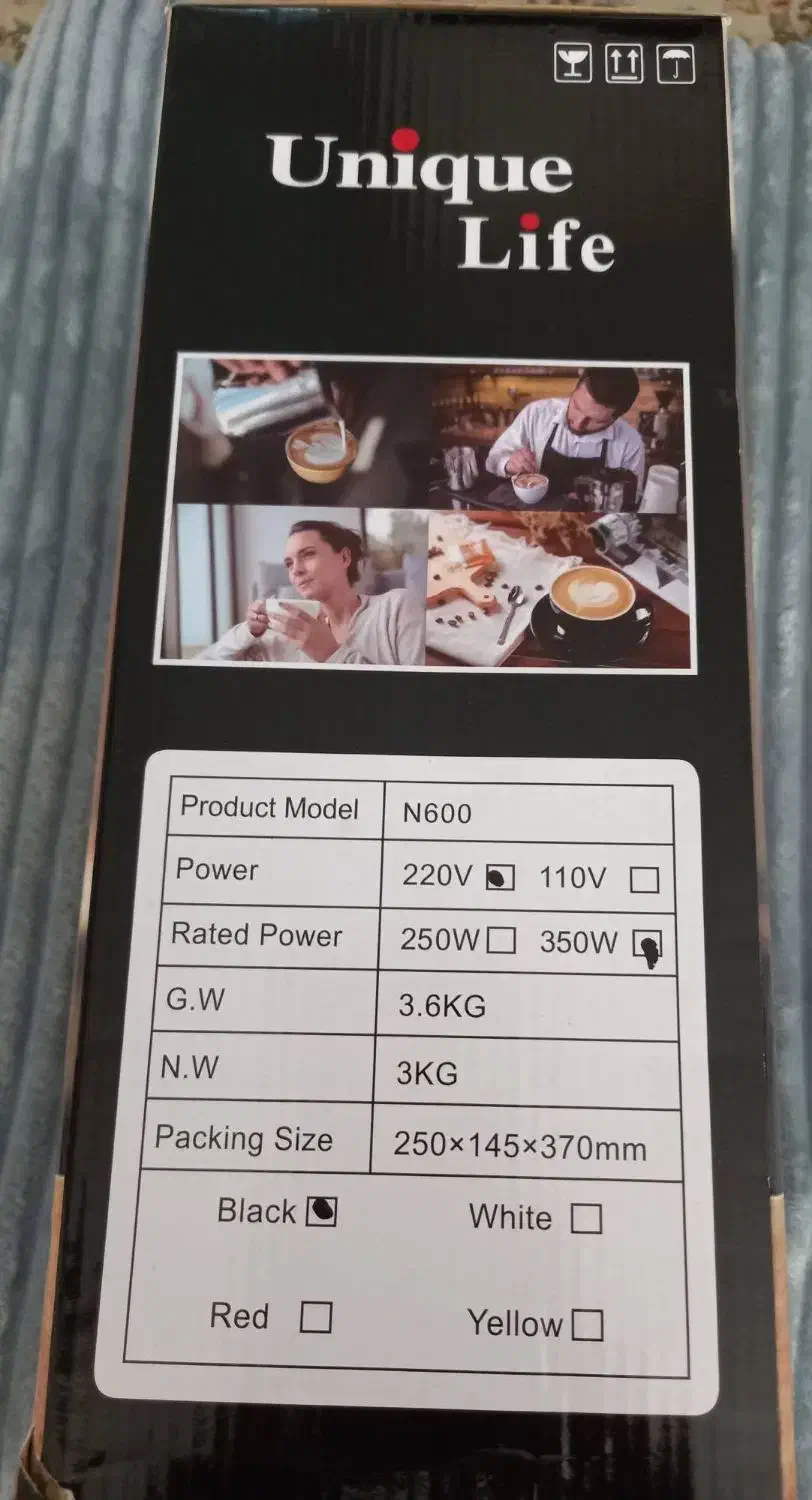 Unique
Life
Product Model N600
Power 220V 110V
Rated Power 250W 350W
G.W 3.6KG
N.W 3KG
Packing Size 250×145×370mm
Black White
Red Yellow